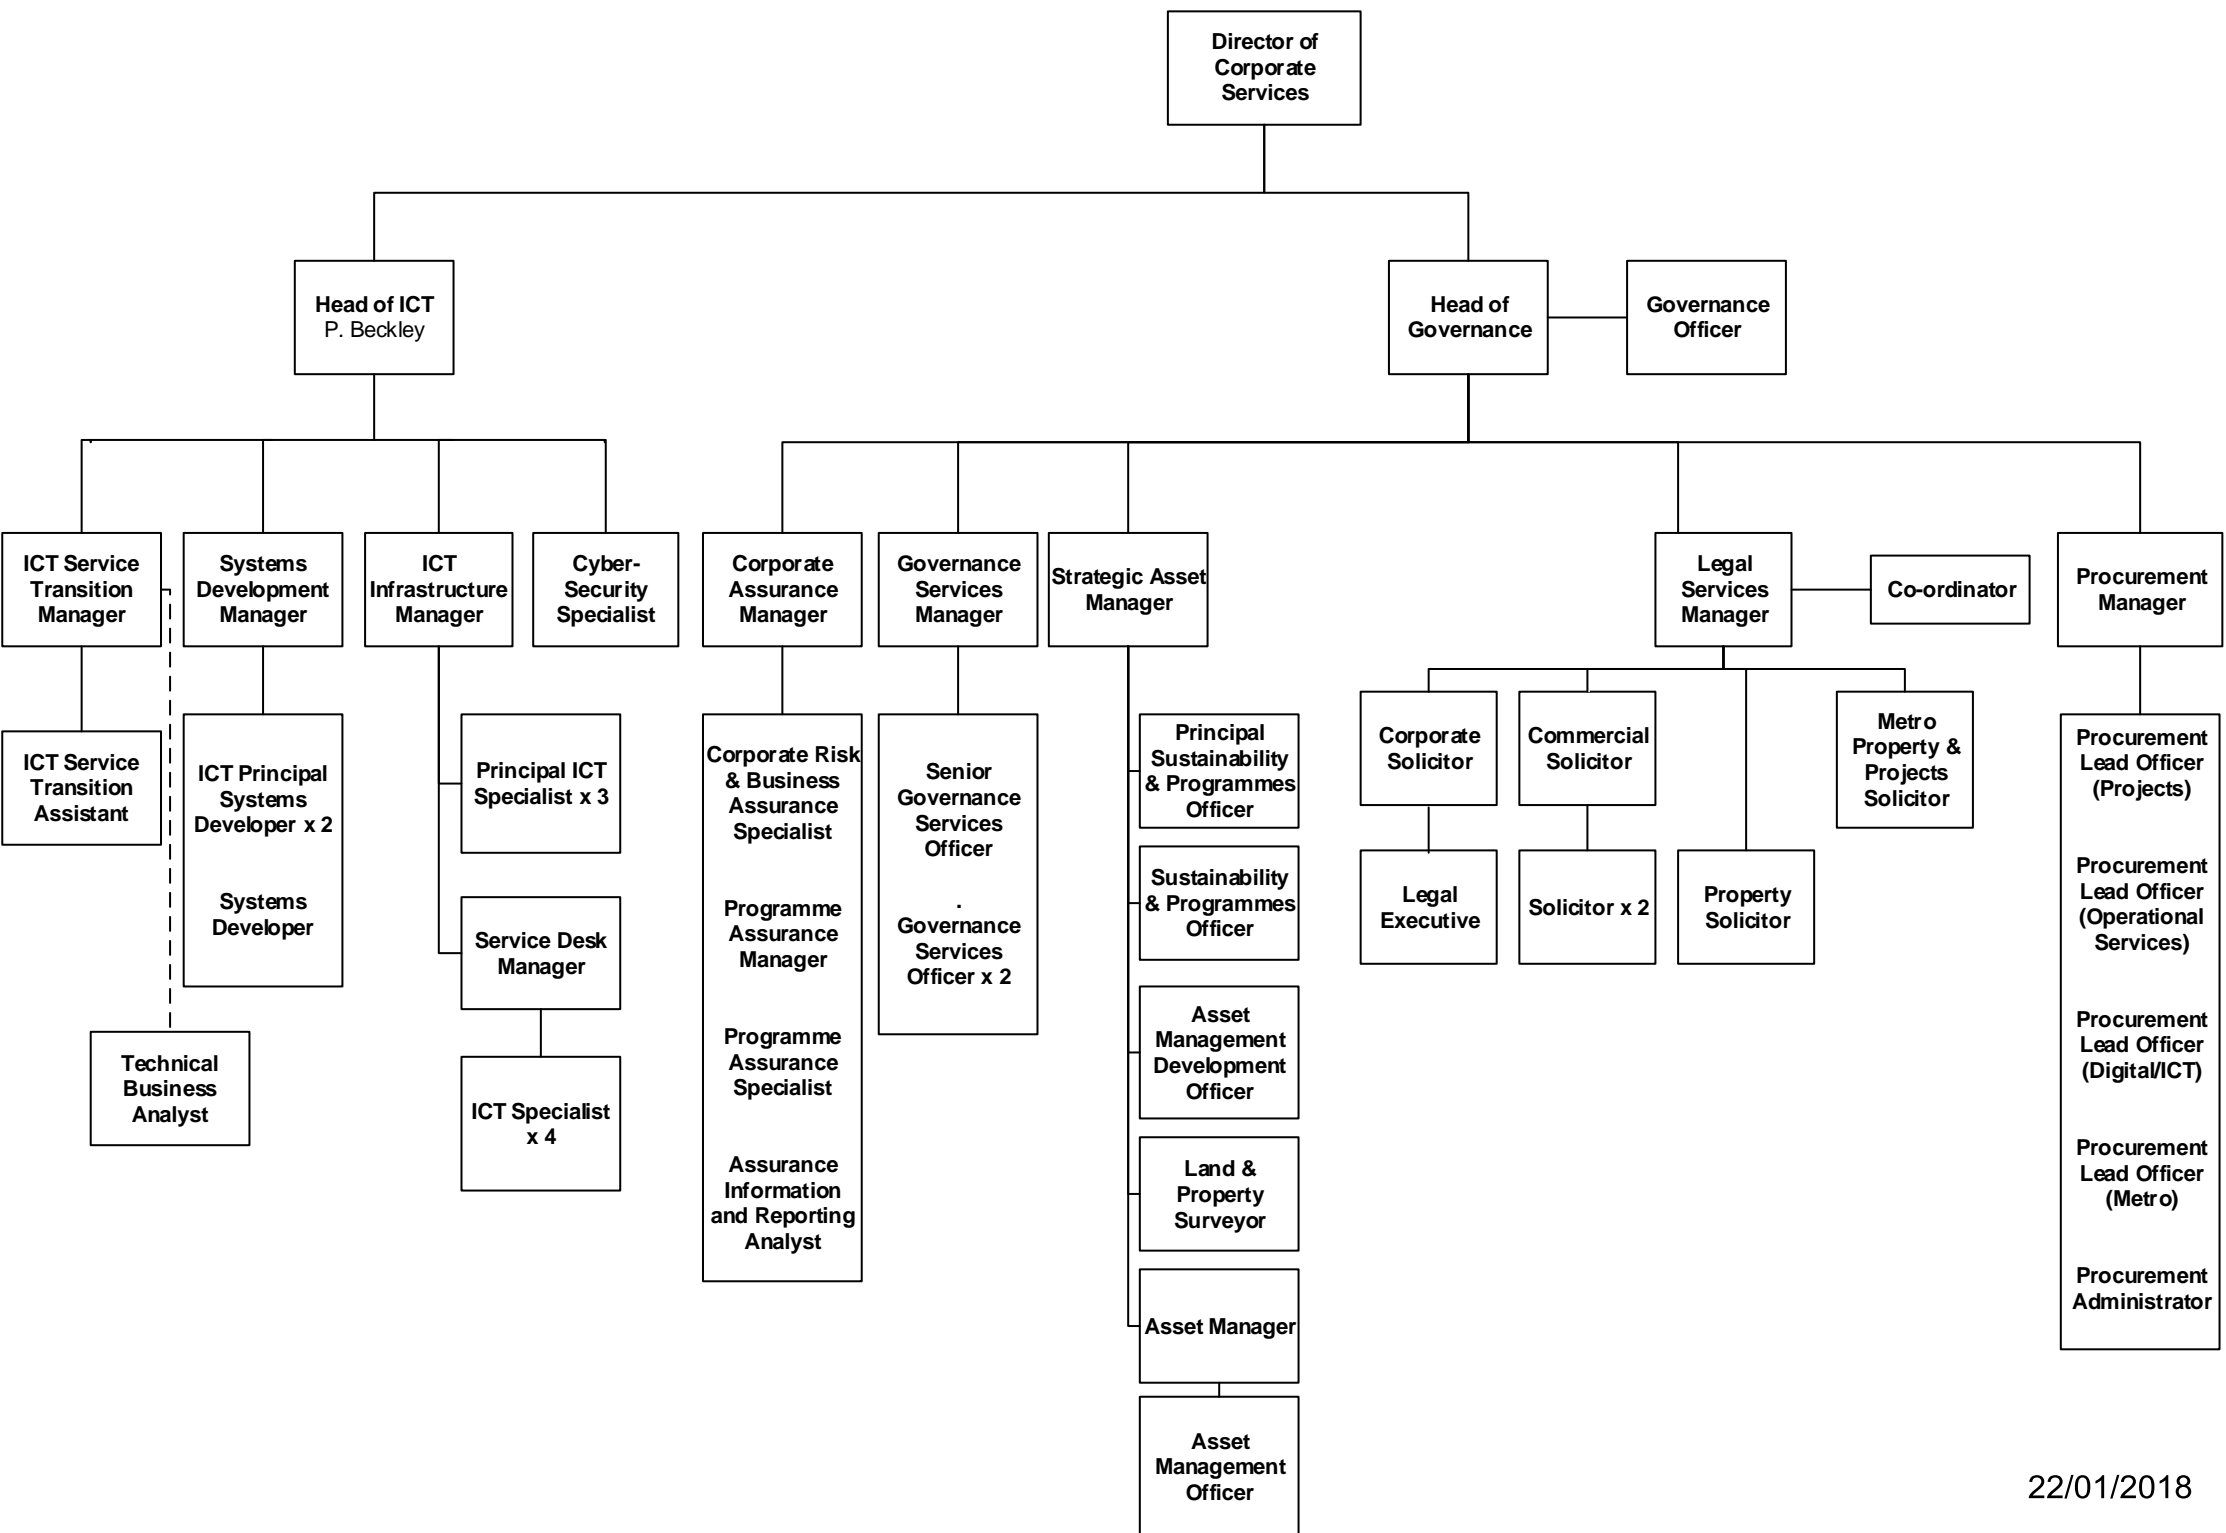 Director of
Corporate
Services
Head of ICT
P. Beckley
Head of
Governance
Governance
Officer
ICT Service
Transition
Manager
Systems
Development
Manager
ICT
Infrastructure
Manager
Cyber-
Security
Specialist
Corporate
Assurance
Manager
Governance
Services
Manager
Strategic Asset
Manager
Legal
Services
Manager
Co-ordinator
Procurement
Manager
ICT Service
Transition
Assistant
ICT Principal
Systems
Developer x 2
Systems
Developer
Technical
Business
Analyst
Principal ICT
Specialist x 3
Service Desk
Manager
ICT Specialist
x 4
Corporate Risk
& Business
Assurance
Specialist
Programme
Assurance
Manager
Programme
Assurance
Specialist
Assurance
Information
and Reporting
Analyst
Senior
Governance
Services
Officer
.
Governance
Services
Officer x 2
Principal
Sustainability
& Programmes
Officer
Sustainability
& Programmes
Officer
Asset
Management
Development
Officer
Land &
Property
Surveyor
Asset Manager
Asset
Management
Officer
Corporate
Solicitor
Commercial
Solicitor
Metro
Property &
Projects
Solicitor
Legal
Executive
Solicitor x 2
Property
Solicitor
Procurement
Lead Officer
(Projects)
Procurement
Lead Officer
(Operational
Services)
Procurement
Lead Officer
(Digital/ICT)
Procurement
Lead Officer
(Metro)
Procurement
Administrator
22/01/2018